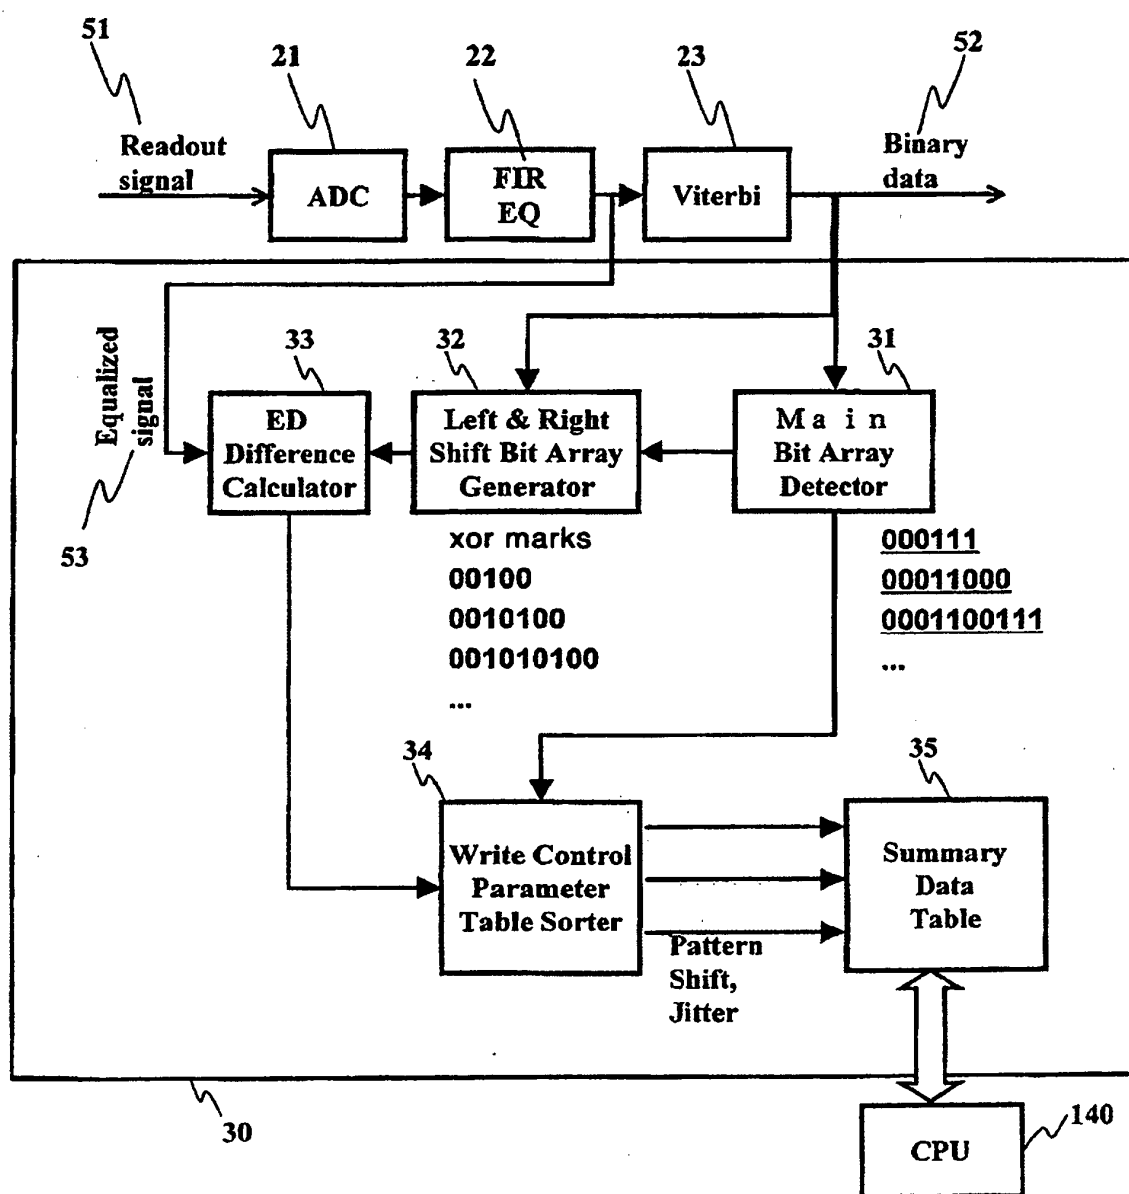 51
21
22
23
52
Readout
signal
ADC
FIR
EQ
Viterbi
Binary
data
Equalized
signal
53
33
32
31
ED
Difference
Calculator
Left & Right
Shift Bit Array
Generator
Main
Bit Array
Detector
xor marks
00100
0010100
001010100
...
000111
00011000
0001100111
...
34
35
Write Control
Parameter
Table Sorter
Summary
Data
Table
Pattern
Shift,
Jitter
30
140
CPU